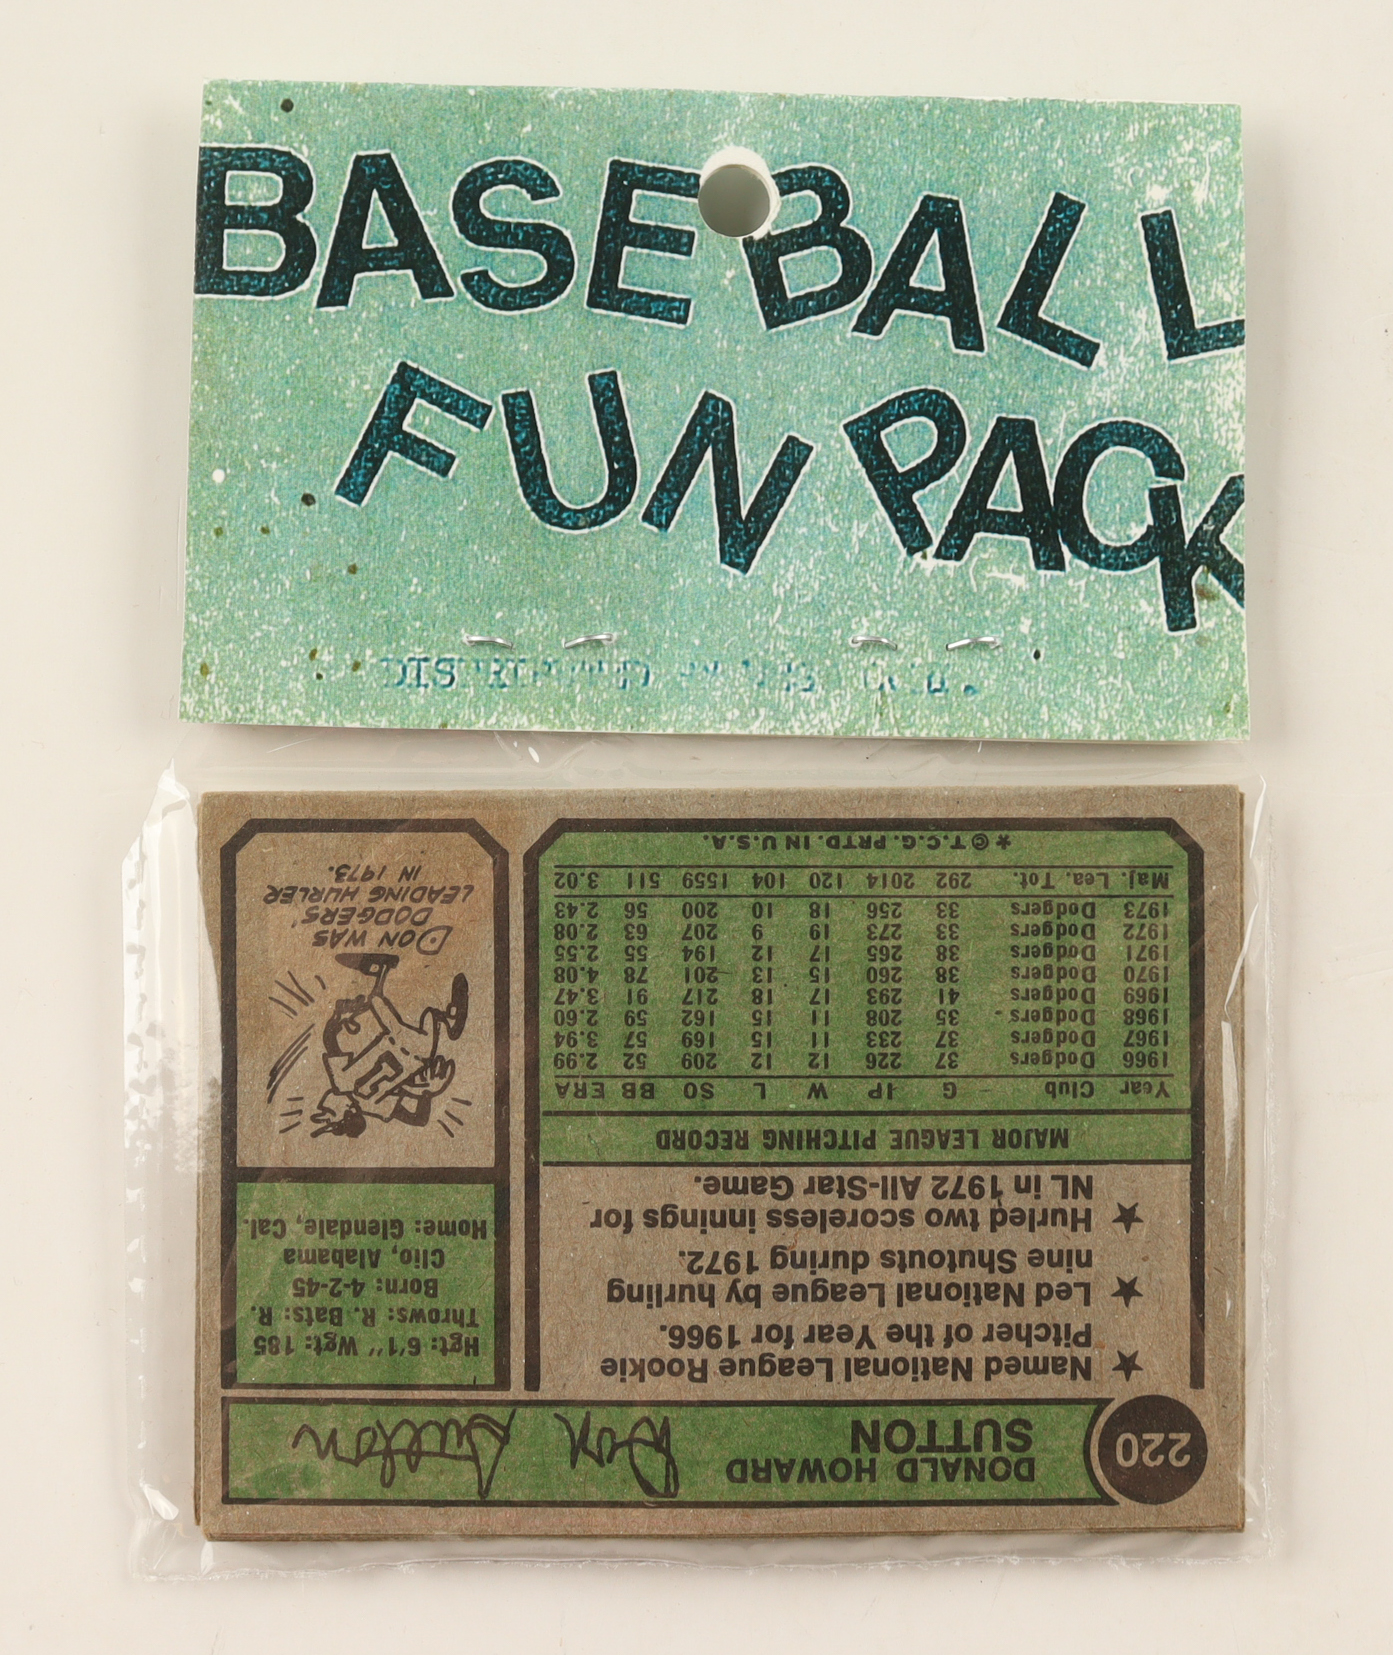 BASEBALL
FUN PACK
220
DONALD HOWARD
SUTTON
Don Sutton
★ Named National League Rookie
Pitcher of the Year for 1966.
★ Led National League by hurling
nine Shutouts during 1972.
★ Hurled two scoreless innings for
NL in 1972 All-Star Game.
MAJOR LEAGUE PITCHING RECORD
Year Club G IP W L SO BB ERA
1966 Dodgers 37 226 12 12 209 52 2.99
1967 Dodgers 37 233 11 15 169 57 3.94
1968 Dodgers 35 208 11 15 162 59 2.60
1969 Dodgers 41 293 17 18 217 91 3.47
1970 Dodgers 38 260 15 13 201 78 4.08
1971 Dodgers 38 265 17 12 194 55 2.55
1972 Dodgers 33 273 19 9 207 63 2.08
1973 Dodgers 33 256 18 10 200 56 2.43
Maj. Lea. Tot. 292 2014 120 104 1559 511 3.02
★ © T.C.G. PRTD. IN U.S.A.
Hgt: 6'1" Wgt: 185
Throws: R. Bats: R.
Born: 4-2-45
Clio, Alabama
Home: Glendale, Cal.
DON WAS
DODGERS'
LEADING HURLER
IN 1973.